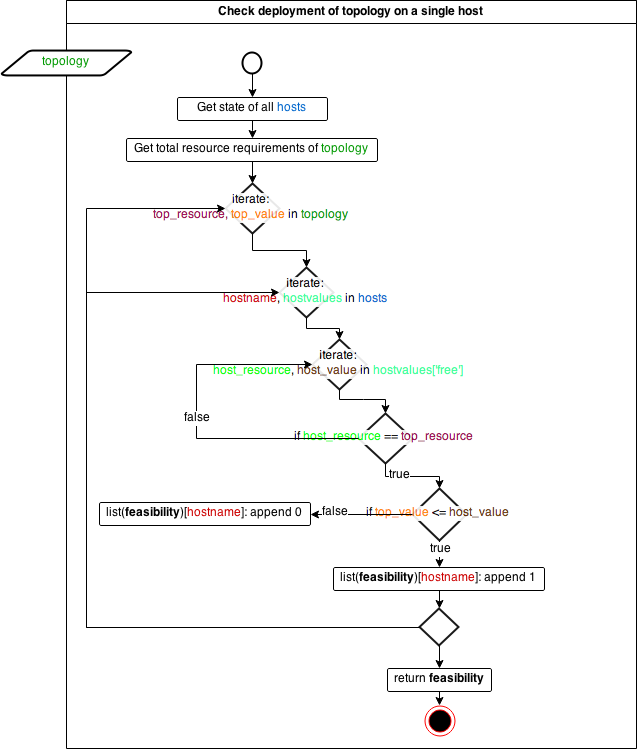 Check deployment of topology on a single host
topology
Get state of all hosts
Get total resource requirements of topology
iterate:
top_resource, top_value in topology
iterate:
hostname, hostvalues in hosts
iterate:
host_resource, host_value in hostvalues['free']
false
if host_resource == top_resource
true
list(feasibility)[hostname]: append 0
false
if top_value <= host_value
true
list(feasibility)[hostname]: append 1
return feasibility